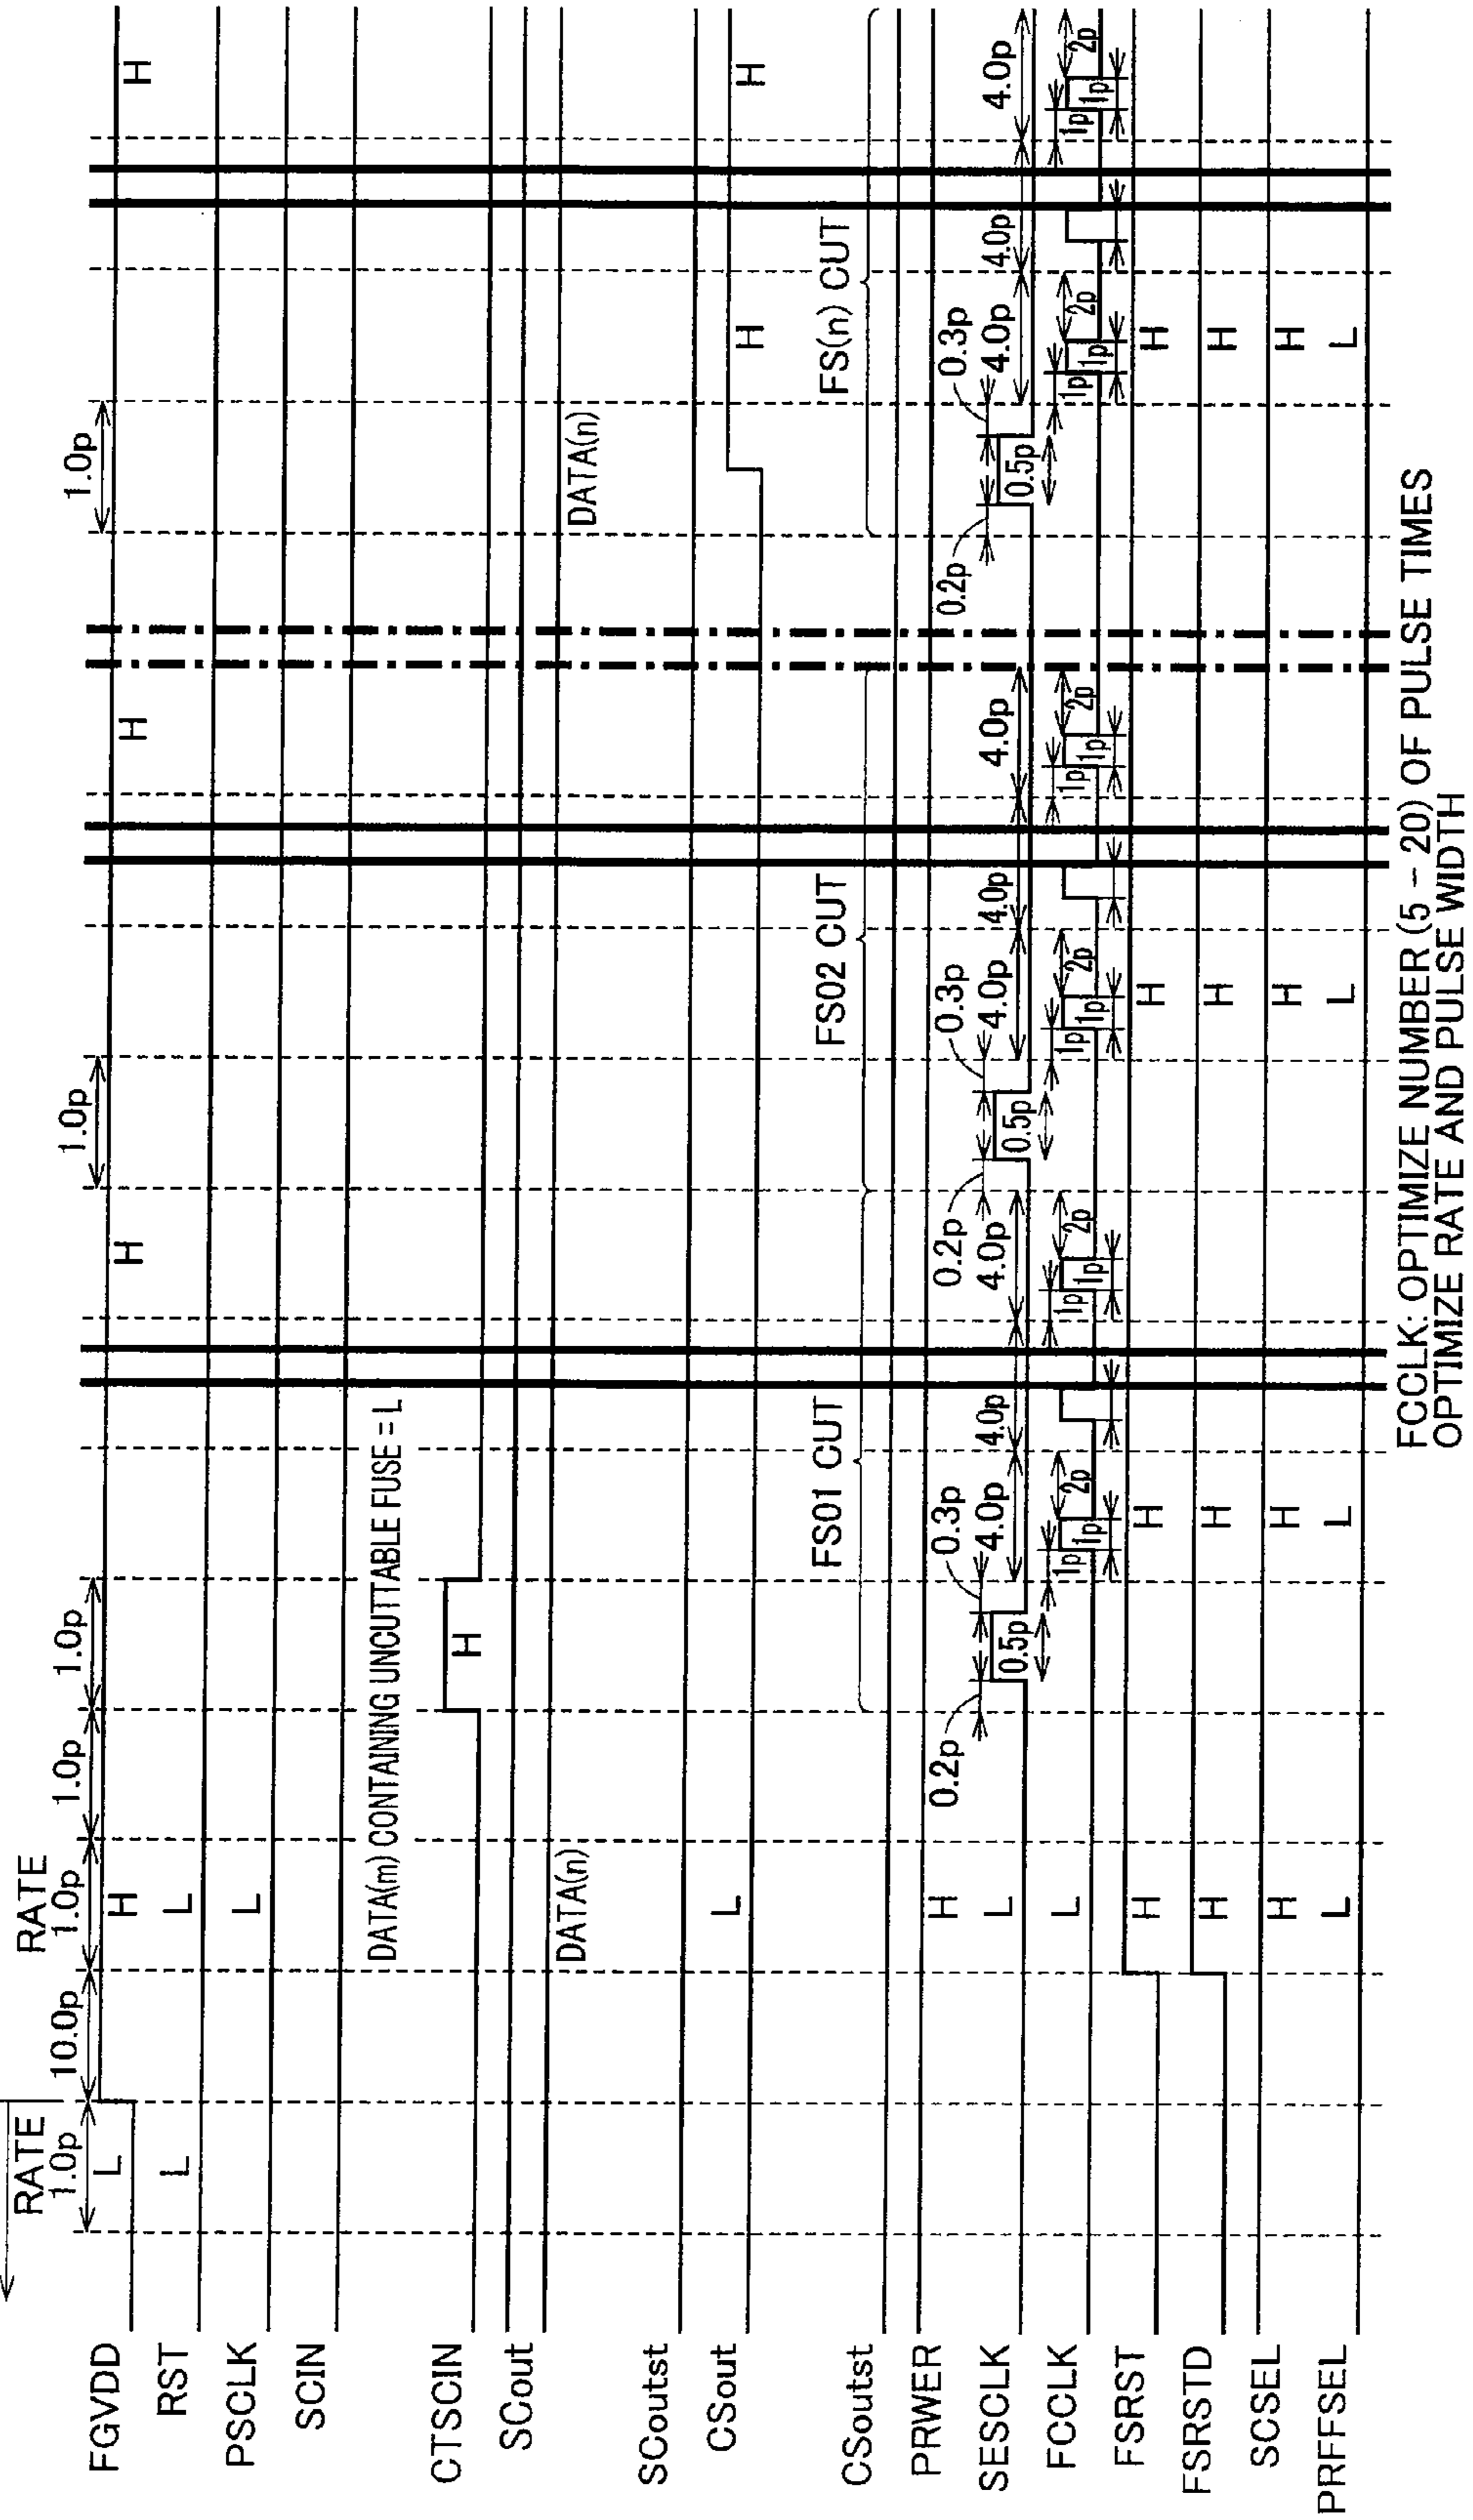 RATE
RATE
1.0p
10.0p
1.0p
1.0p
1.0p
1.0p
1.0p
FGVDD
L
H
H
H
H
RST
L
L
PSCLK
L
SCIN
DATA(m) CONTAINING UNCUTTABLE FUSE = L
CTSCIN
H
SCout
DATA(n)
DATA(n)
SCoutst
CSout
L
H
H
FS01 CUT
FS02 CUT
FS(n) CUT
CSoutst
PRWER
H
0.2p
0.3p
0.2p
0.3p
0.2p
0.3p
SESCLK
L
0.5p
4.0p
4.0p
4.0p
0.5p
4.0p
4.0p
4.0p
0.5p
4.0p
4.0p
4.0p
FCCLK
L
1p
1p
2p
1p
1p
2p
1p
1p
2p
1p
1p
2p
1p
1p
2p
1p
1p
2p
FSRST
H
H
H
H
FSRSTD
H
H
H
H
SCSEL
H
H
H
H
PRFFSEL
L
L
L
L
FCCLK: OPTIMIZE NUMBER (5 - 20) OF PULSE TIMES
OPTIMIZE RATE AND PULSE WIDTH